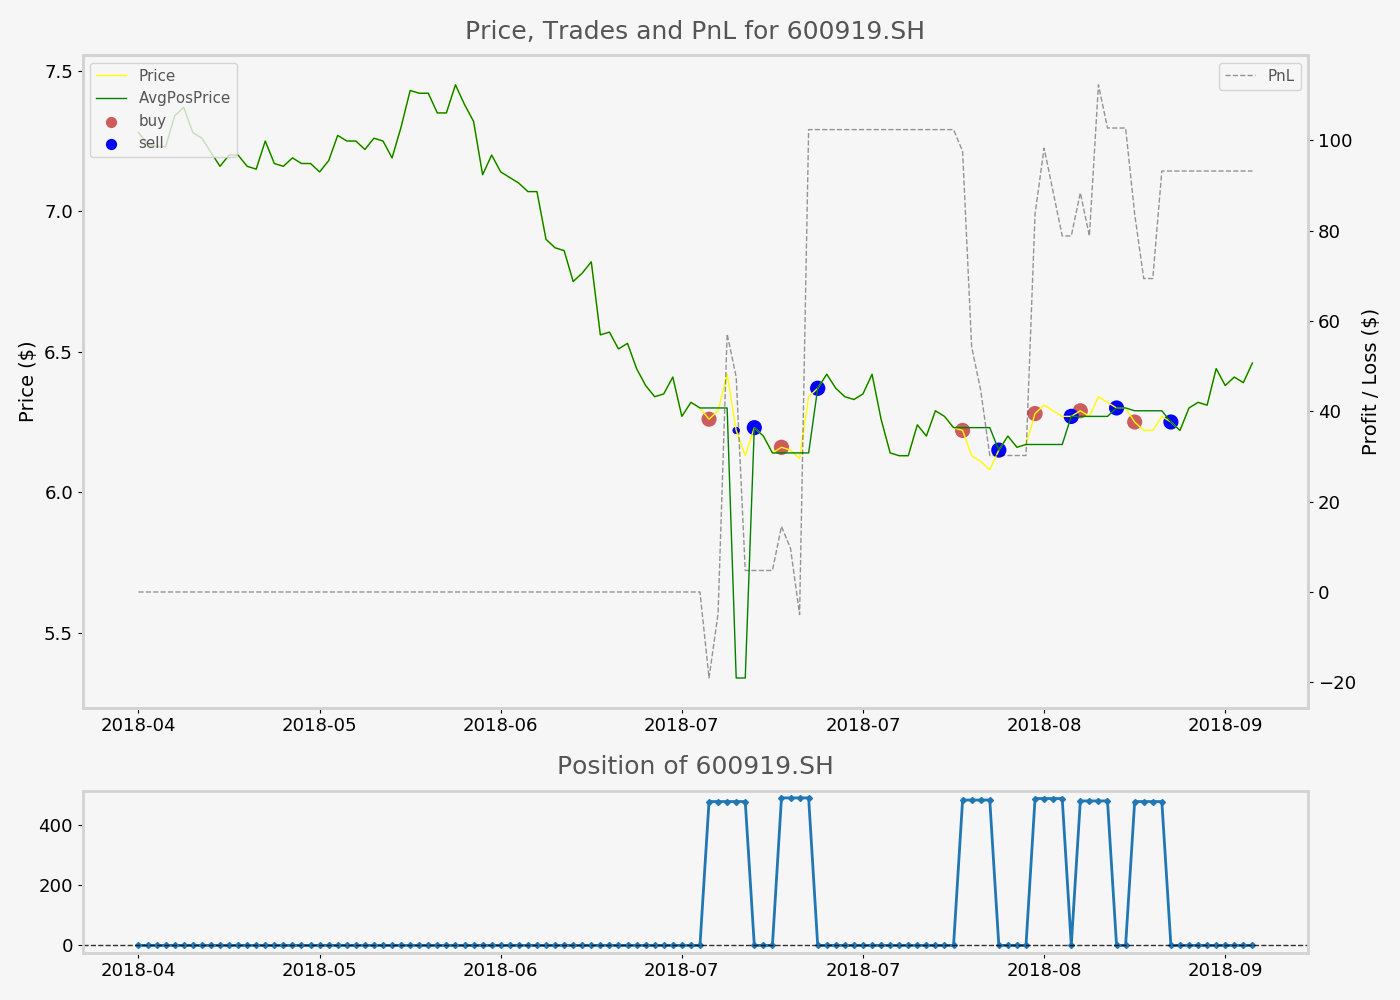 Price, Trades and PnL for 600919.SH
Price
AvgPosPrice
buy
sell
PnL
7.5
7.0
6.5
6.0
5.5
Price ($)
100
80
60
40
20
0
−20
Profit / Loss ($)
2018-04 2018-05 2018-06 2018-07 2018-07 2018-08 2018-09
Position of 600919.SH
400
200
0
2018-04 2018-05 2018-06 2018-07 2018-07 2018-08 2018-09